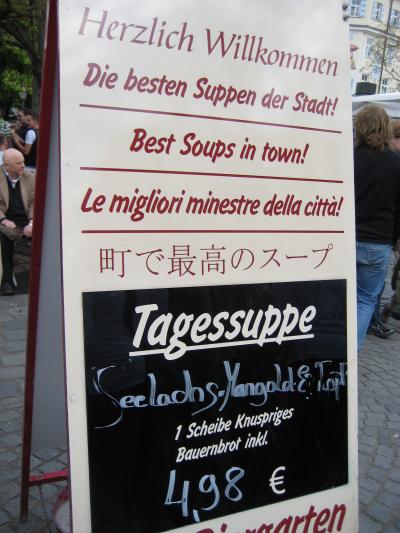 Herzlich Willkommen
Die besten Suppen der Stadt!
Best Soups in town!
Le migliori minestre della città!
町で最高のスープ
Tagessuppe
Seelachs-Mangold-&Topf
1 Scheibe Knuspriges
Bauernbrot inkl.
4,98 €
Biergarten